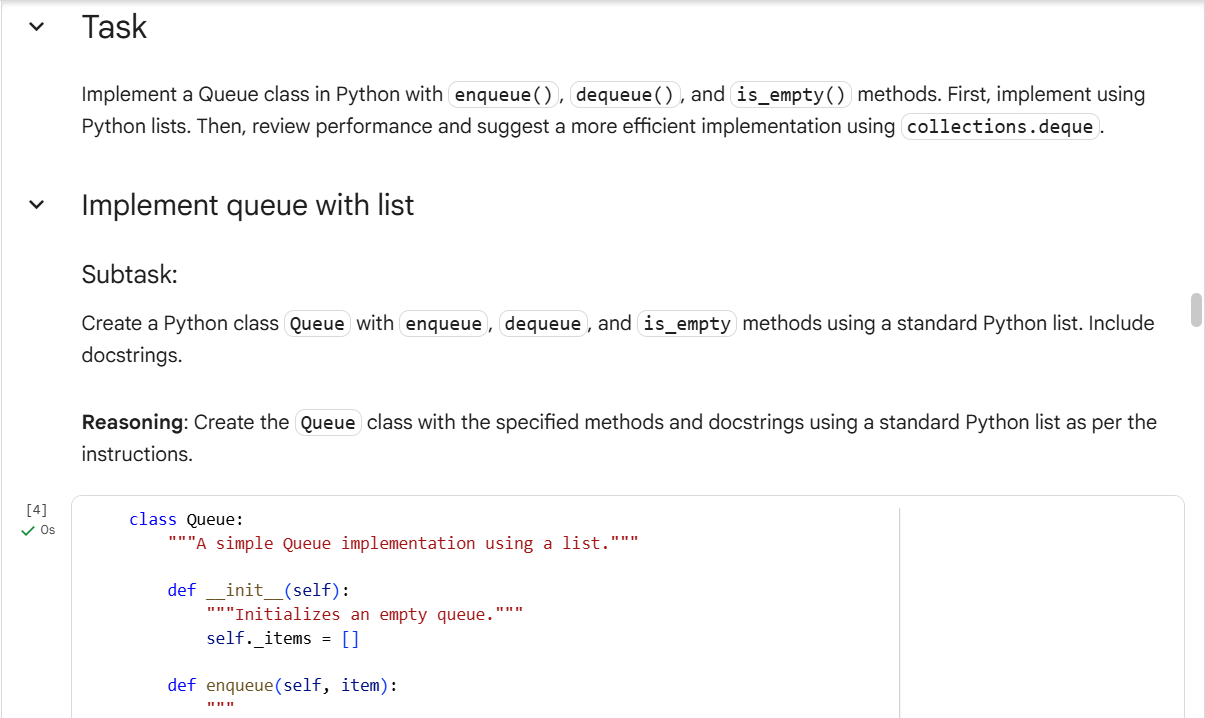 Task
Implement a Queue class in Python with enqueue(), dequeue(), and is_empty() methods. First, implement using
Python lists. Then, review performance and suggest a more efficient implementation using collections.deque.
Implement queue with list
Subtask:
Create a Python class Queue with enqueue, dequeue, and is_empty methods using a standard Python list. Include
docstrings.
Reasoning: Create the Queue class with the specified methods and docstrings using a standard Python list as per the
instructions.
[4]
0s
class Queue:
    """A simple Queue implementation using a list."""
    def __init__(self):
        """Initializes an empty queue."""
        self._items = []
    def enqueue(self, item):
        """